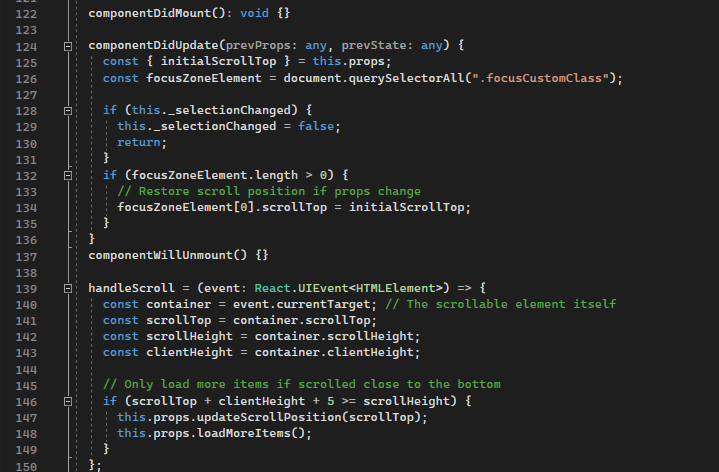 122 componentDidMount(): void {}
123
124 componentDidUpdate(prevProps: any, prevState: any) {
125 const { initialScrollTop } = this.props;
126 const focusZoneElement = document.querySelectorAll(".focusCustomClass");
127
128 if (this._selectionChanged) {
129 this._selectionChanged = false;
130 return;
131 }
132 if (focusZoneElement.length > 0) {
133 // Restore scroll position if props change
134 focusZoneElement[0].scrollTop = initialScrollTop;
135 }
136 }
137 componentWillUnmount() {}
138
139 handleScroll = (event: React.UIEvent<HTMLElement>) => {
140 const container = event.currentTarget; // The scrollable element itself
141 const scrollTop = container.scrollTop;
142 const scrollHeight = container.scrollHeight;
143 const clientHeight = container.clientHeight;
144
145 // Only load more items if scrolled close to the bottom
146 if (scrollTop + clientHeight + 5 >= scrollHeight) {
147 this.props.updateScrollPosition(scrollTop);
148 this.props.loadMoreItems();
149 }
150 };